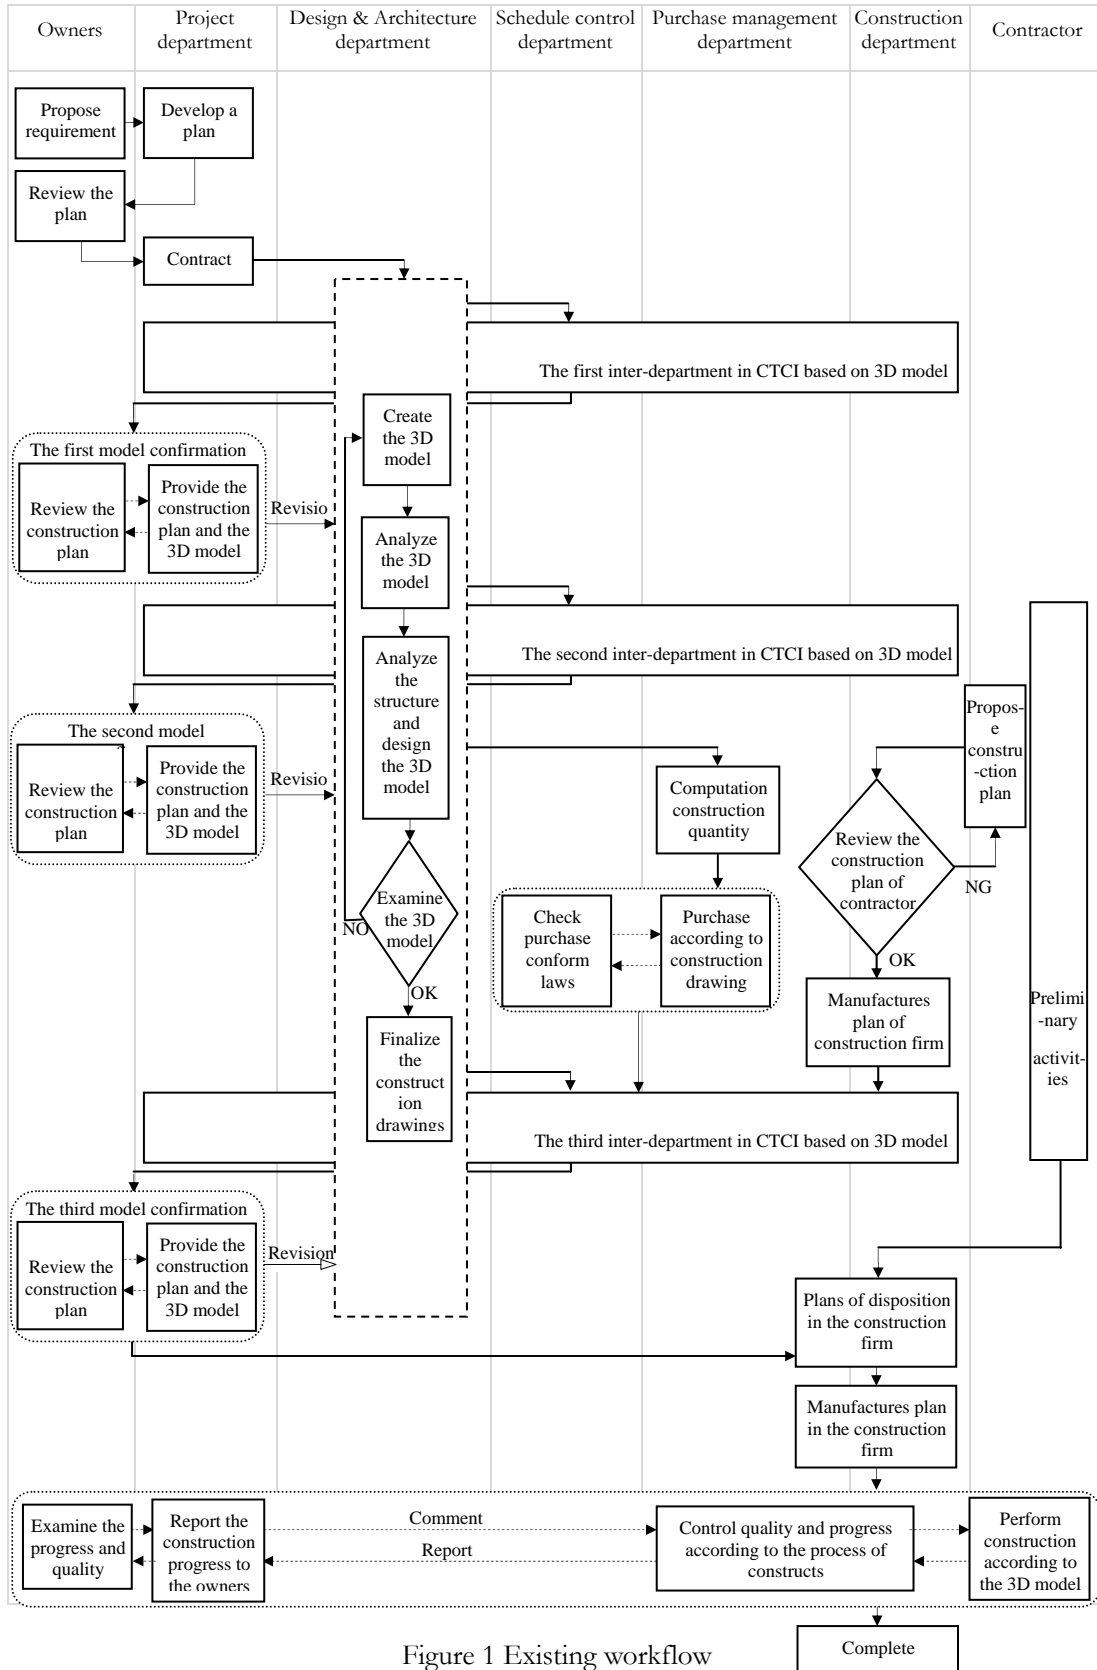 Owners
Project
department
Design & Architecture
department
Schedule control
department
Purchase management
department
Construction
department
Contractor
Propose
requirement
Develop a
plan
Review the
plan
Contract
The first inter-department in CTCI based on 3D model
Create
the 3D
model
The first model confirmation
Review the
construction
plan
Provide the
construction
plan and the
3D model
Revisio
Analyze
the 3D
model
The second inter-department in CTCI based on 3D model
Analyze
the
structure
and
design
the 3D
model
The second model
Review the
construction
plan
Provide the
construction
plan and the
3D model
Revisio
Computation
construction
quantity
Propos-
e
constru
-ction
plan
Review the
construction
plan of
contractor
NG
OK
Examine
the 3D
model
NO
OK
Check
purchase
conform
laws
Purchase
according to
construction
drawing
Manufactures
plan of
construction firm
Prelimi
-nary
activit-
ies
Finalize
the
construct
ion
drawings
The third inter-department in CTCI based on 3D model
The third model confirmation
Review the
construction
plan
Provide the
construction
plan and the
3D model
Revision
Plans of disposition
in the construction
firm
Manufactures plan
in the construction
firm
Examine the
progress and
quality
Report the
construction
progress to
the owners
Comment
Report
Control quality and progress
according to the process of
constructs
Perform
construction
according to
the 3D model
Complete
Figure 1 Existing workflow